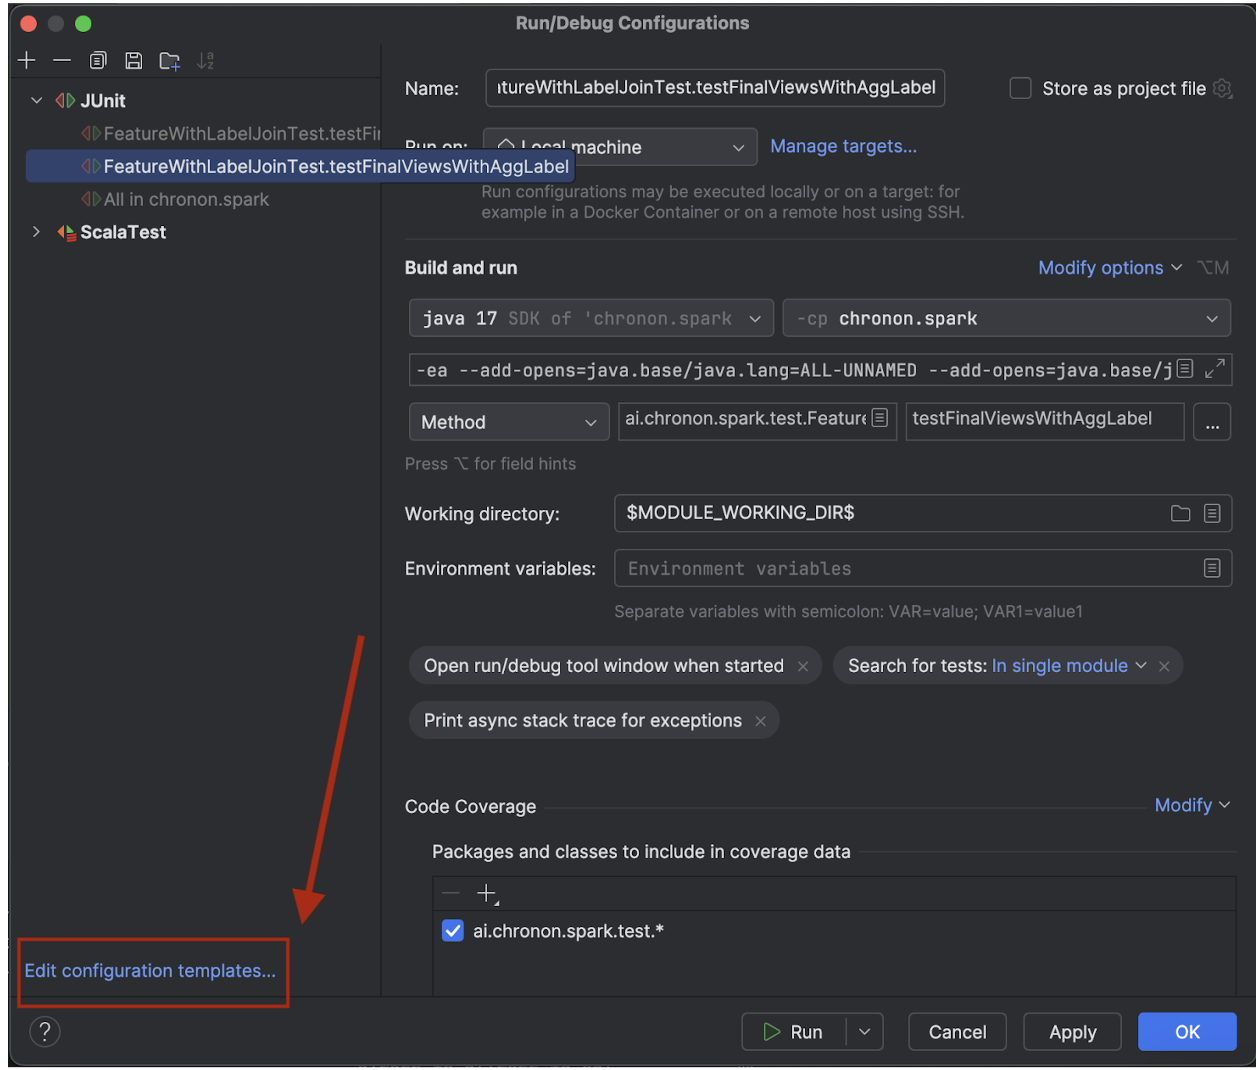 Run/Debug Configurations
JUnit
FeatureWithLabelJoinTest.testFi
FeatureWithLabelJoinTest.testFinalViewsWithAggLabel
All in chronon.spark
ScalaTest
Edit configuration templates...
?
Name: tureWithLabelJoinTest.testFinalViewsWithAggLabel Store as project file
Run on: Local machine Manage targets...
Run configurations may be executed locally or on a target: for
example in a Docker Container or on a remote host using SSH.
Build and run Modify options ⌥M
java 17 SDK of 'chronon.spark -cp chronon.spark
-ea --add-opens=java.base/java.lang=ALL-UNNAMED --add-opens=java.base/j
Method ai.chronon.spark.test.Feature testFinalViewsWithAggLabel ...
Press ⌥ for field hints
Working directory: $MODULE_WORKING_DIR$
Environment variables: Environment variables
Separate variables with semicolon: VAR=value; VAR1=value1
Open run/debug tool window when started × Search for tests: In single module ×
Print async stack trace for exceptions ×
Code Coverage Modify
Packages and classes to include in coverage data
ai.chronon.spark.test.*
Run Cancel Apply OK